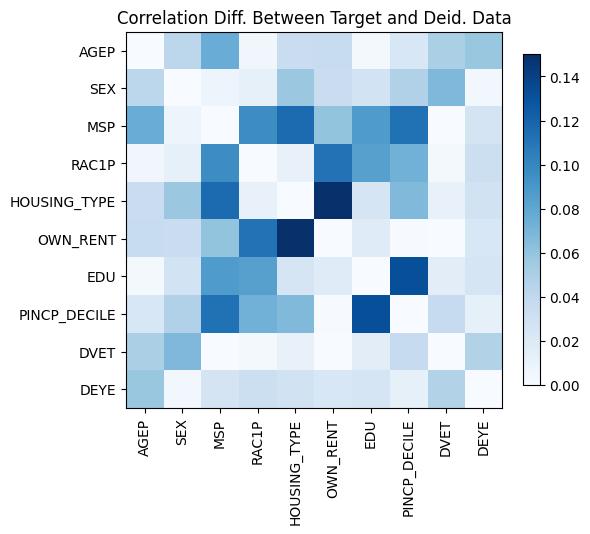 Correlation Diff. Between Target and Deid. Data
AGEP
SEX
MSP
RAC1P
HOUSING_TYPE
OWN_RENT
EDU
PINCP_DECILE
DVET
DEYE
AGEP
SEX
MSP
RAC1P
HOUSING_TYPE
OWN_RENT
EDU
PINCP_DECILE
DVET
DEYE
0.14
0.12
0.10
0.08
0.06
0.04
0.02
0.00